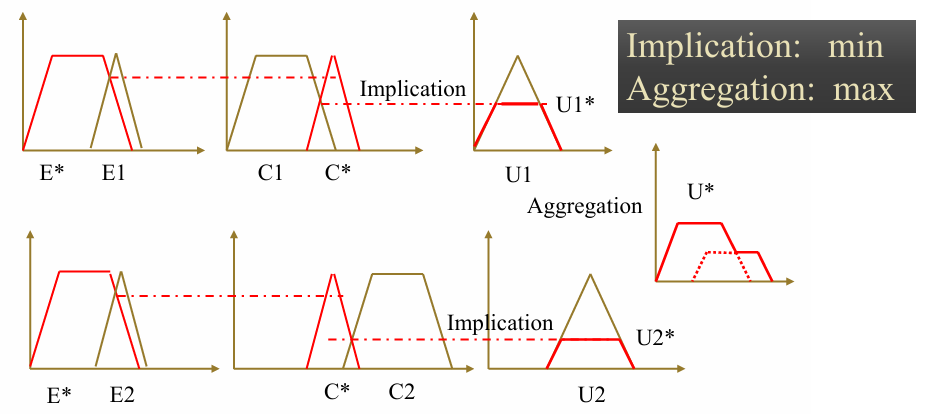 Implication: min
Aggregation: max
Implication
U1*
E* E1 C1 C* U1
U*
Aggregation
Implication
U2*
E* E2 C* C2 U2